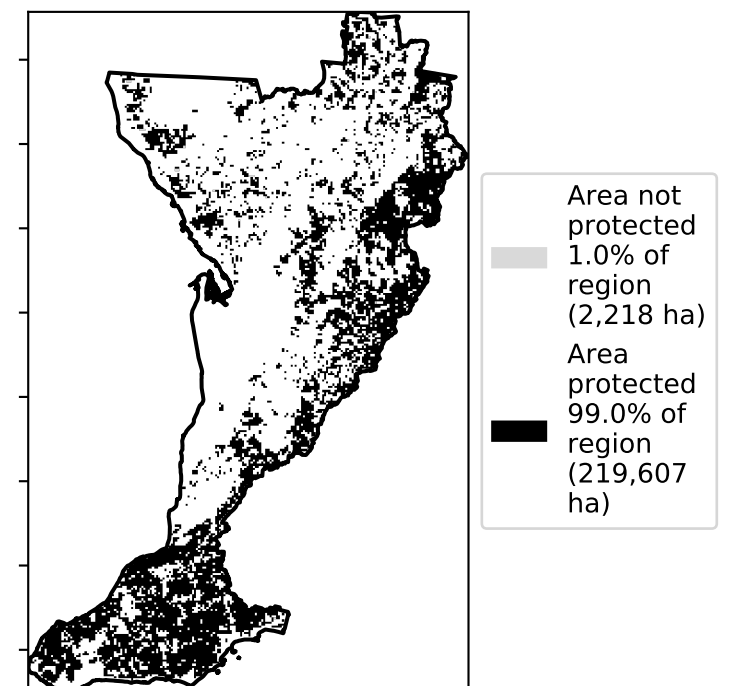 Area not
protected
1.0% of
region
(2,218 ha)
Area
protected
99.0% of
region
(219,607
ha)